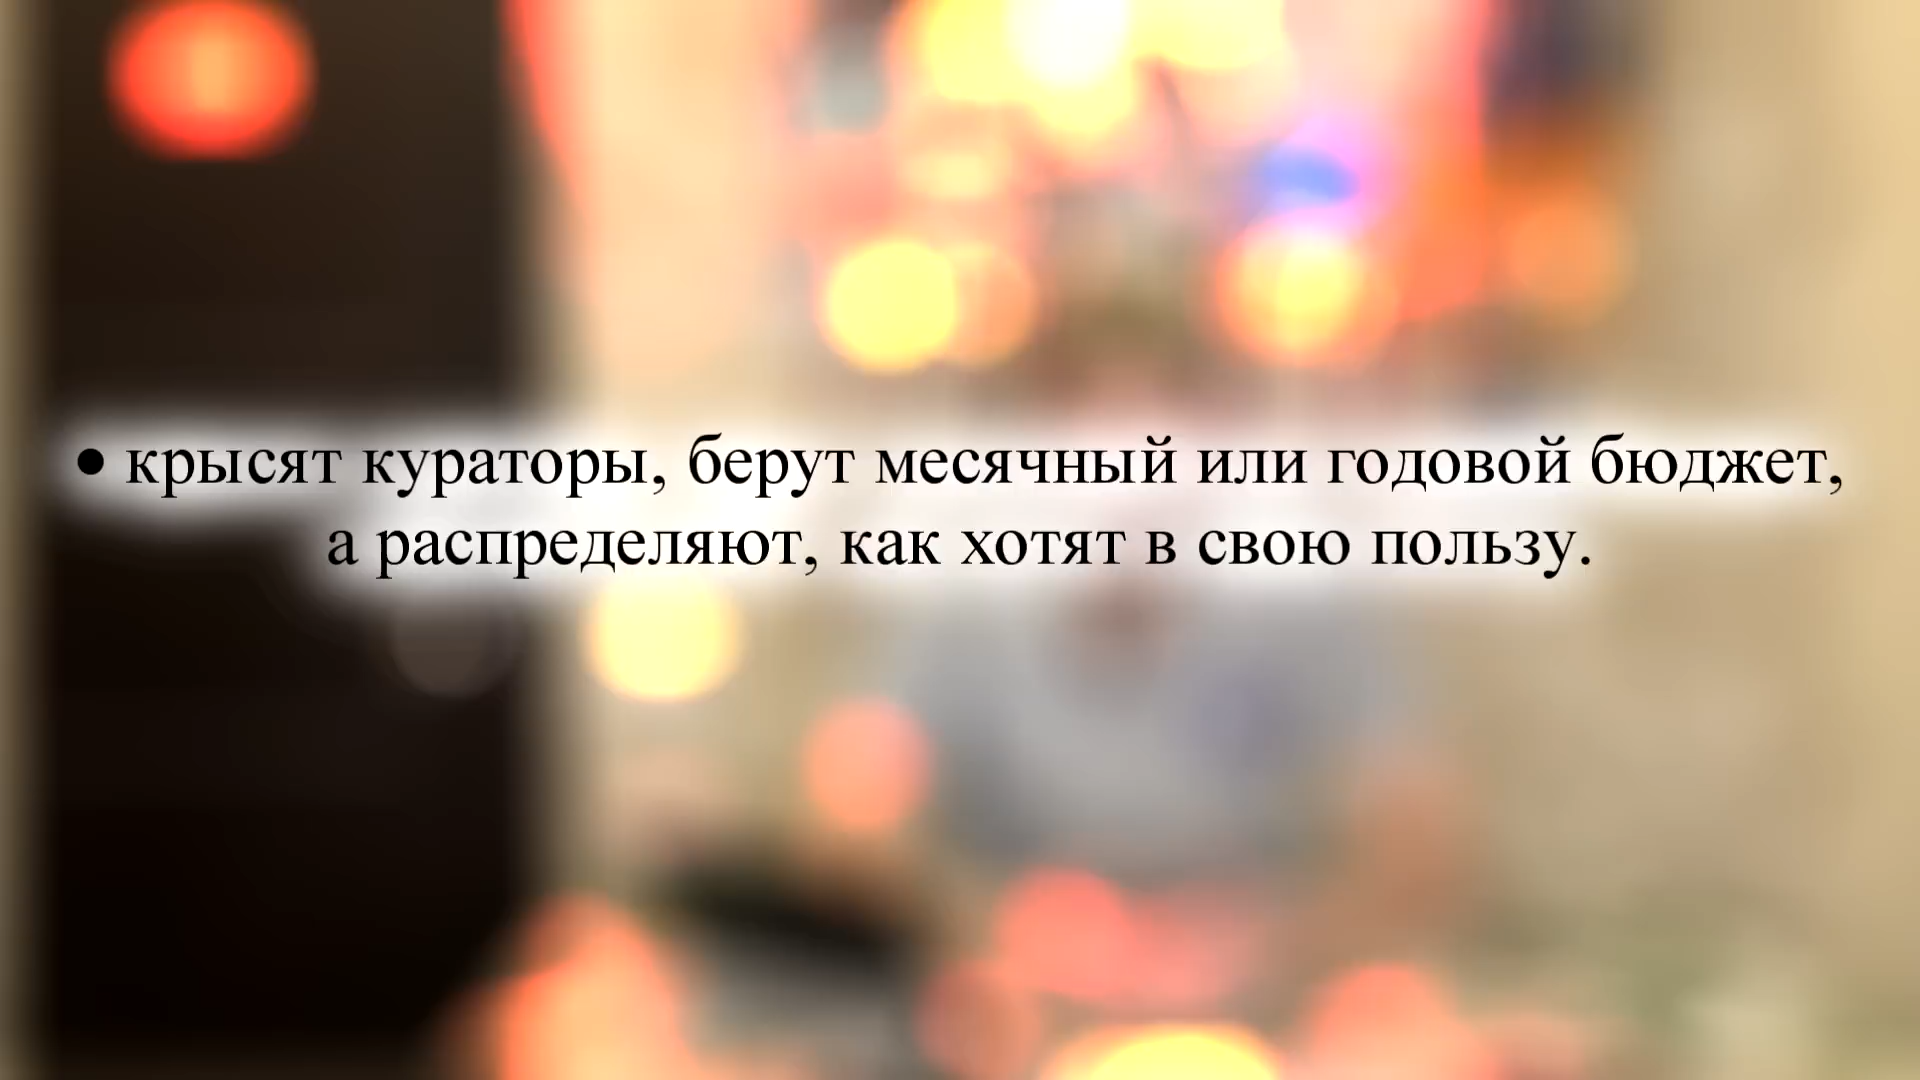 • крысят кураторы, берут месячный или годовой бюджет,
а распределяют, как хотят в свою пользу.